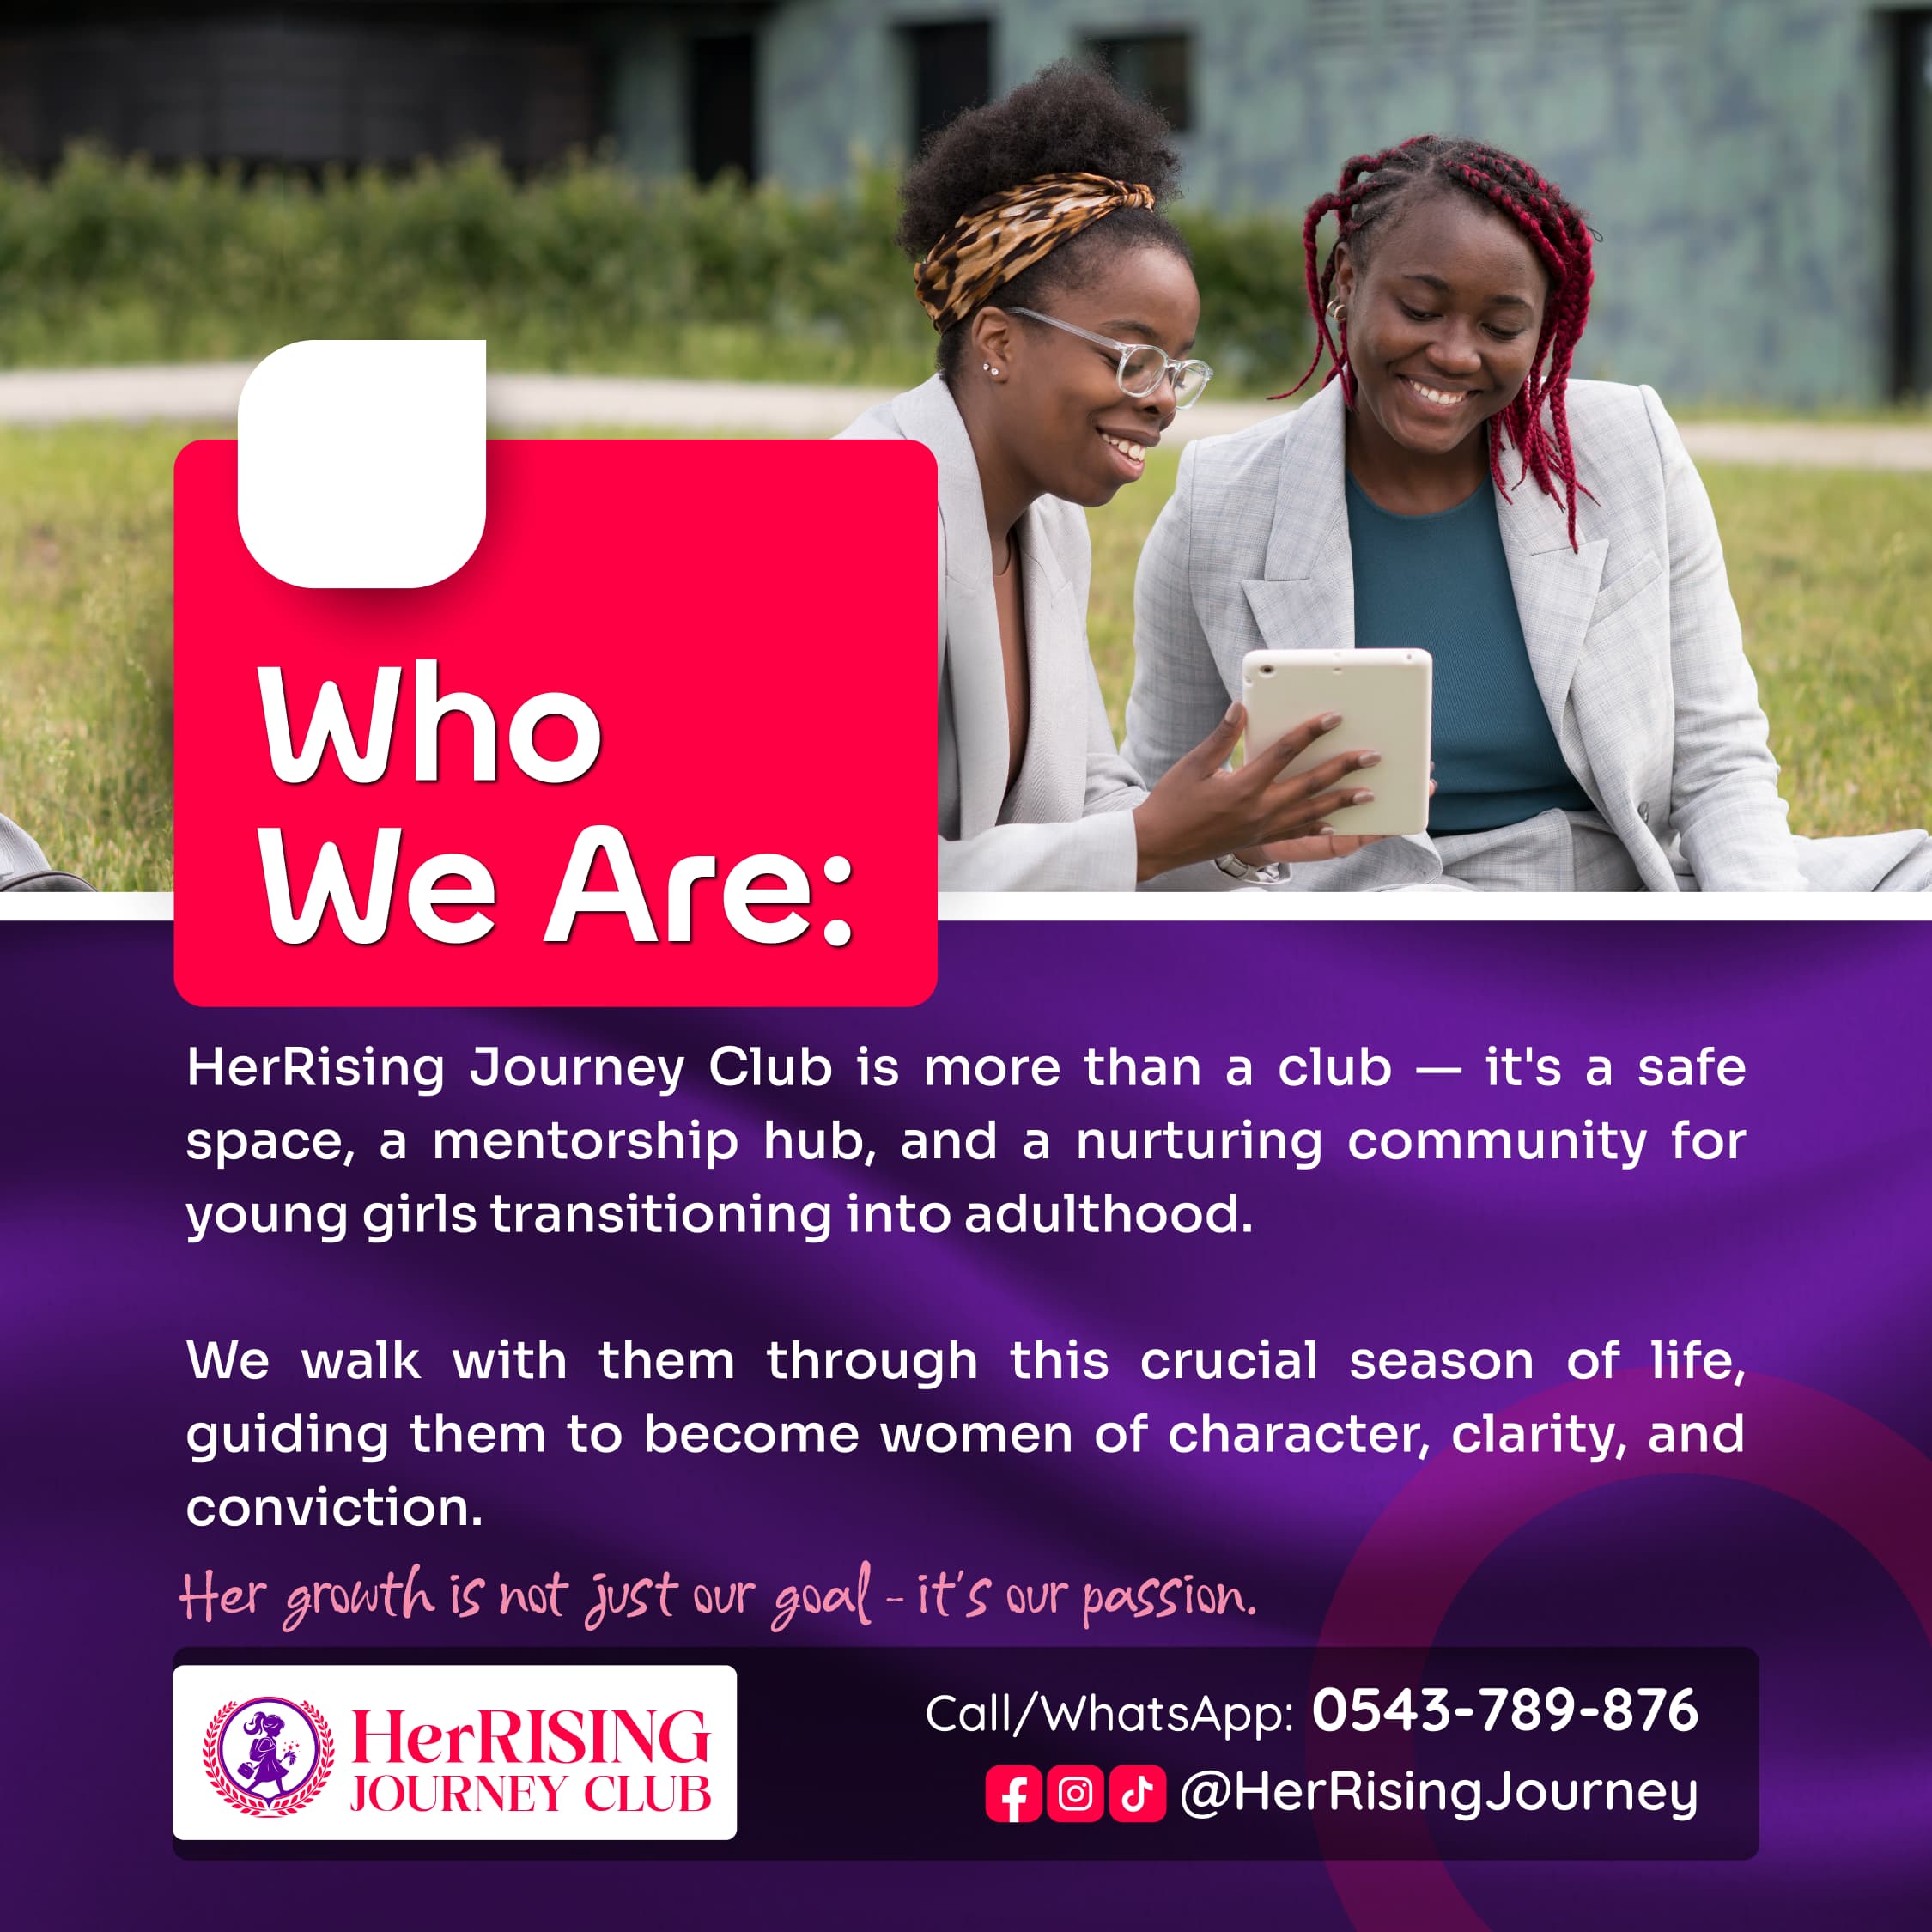 Who
We Are:
HerRising Journey Club is more than a club — it's a safe
space, a mentorship hub, and a nurturing community for
young girls transitioning into adulthood.
We walk with them through this crucial season of life,
guiding them to become women of character, clarity, and
conviction.
Her growth is not just our goal - it's our passion.
HerRISING
JOURNEY CLUB
Call/WhatsApp: 0543-789-876
@HerRisingJourney